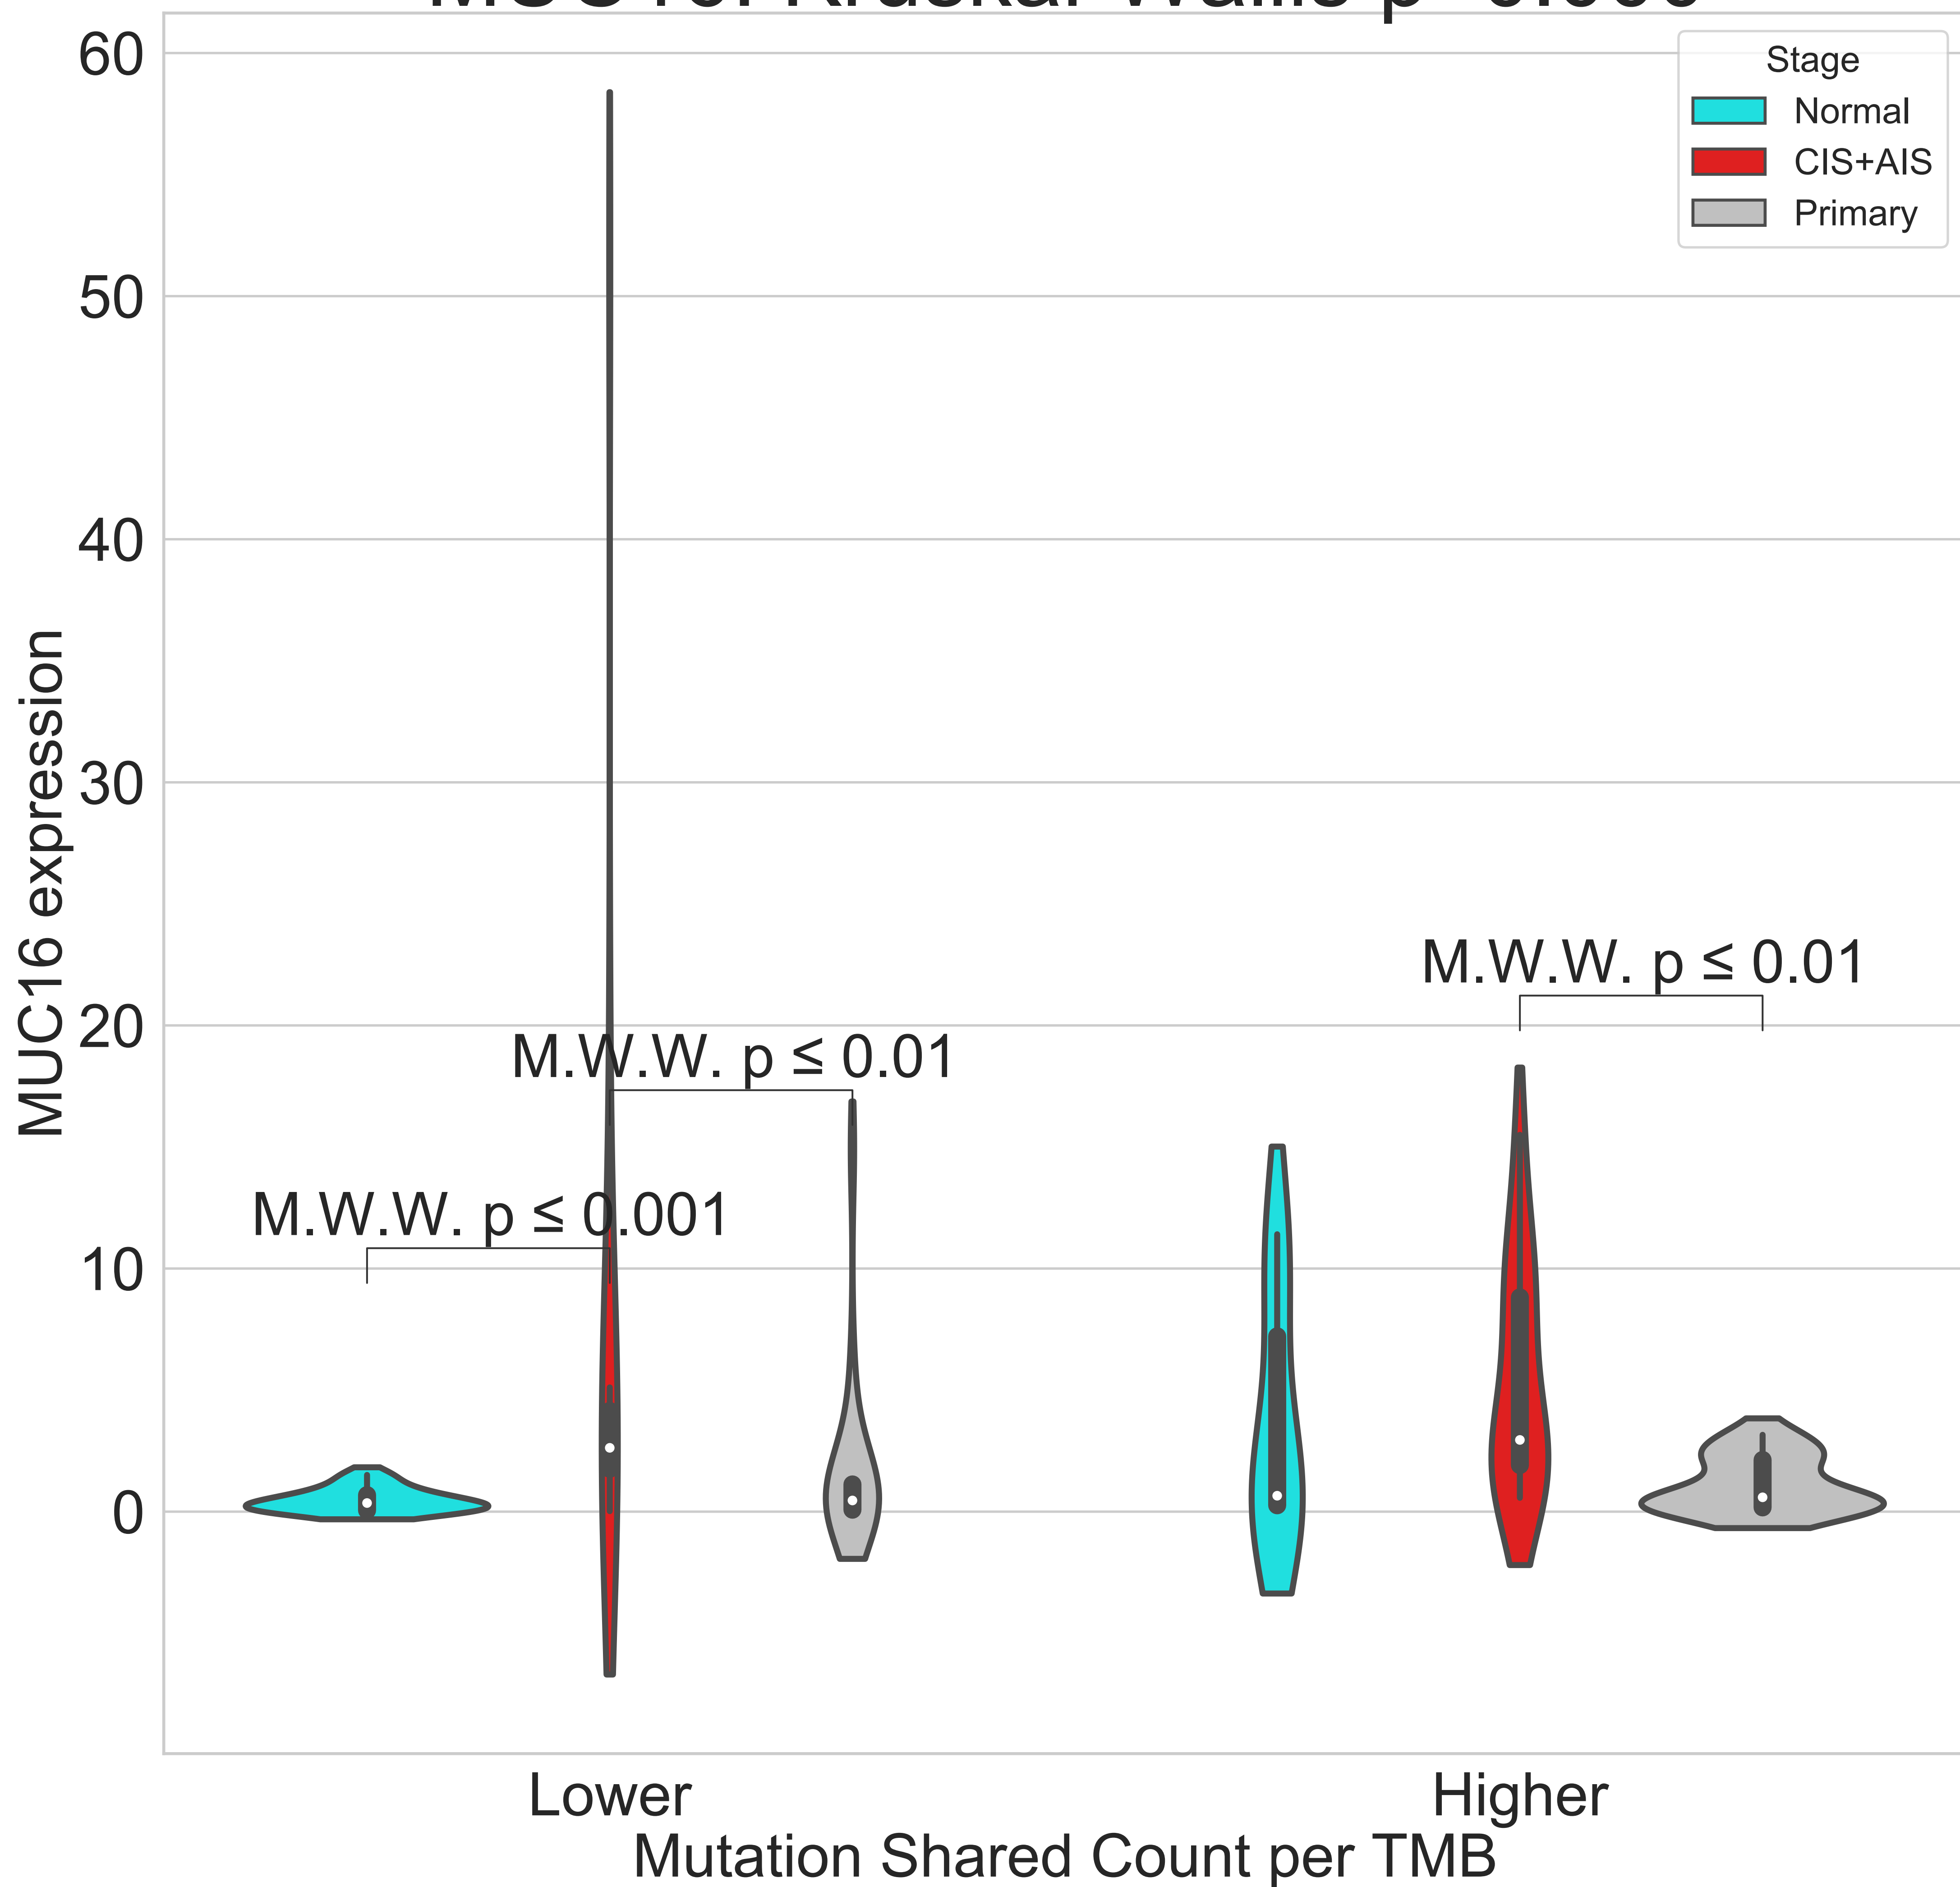 60
50
40
30
20
10
0
MUC16 expression
Stage
Normal
CIS+AIS
Primary
M.W.W. p ≤ 0.01
M.W.W. p ≤ 0.01
M.W.W. p ≤ 0.001
Lower
Higher
Mutation Shared Count per TMB